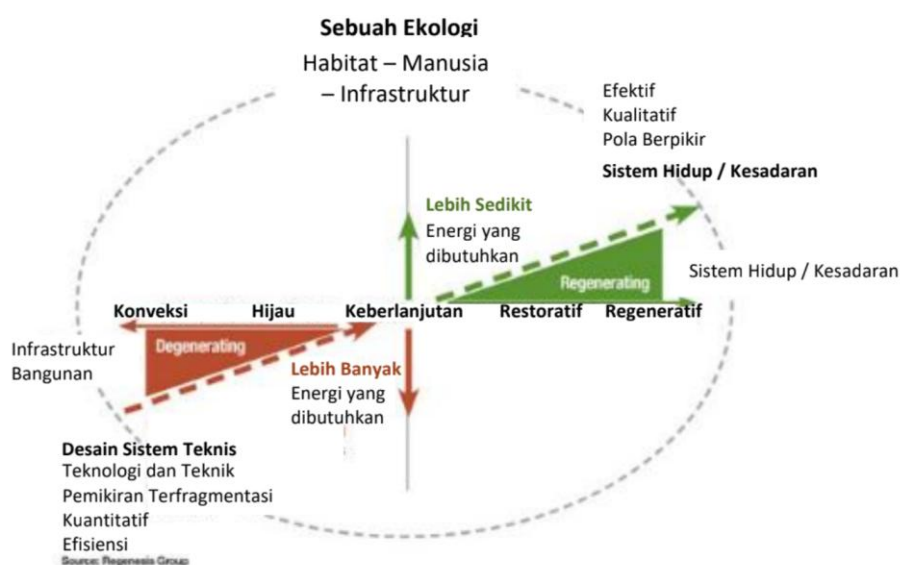 Sebuah Ekologi
Habitat – Manusia
– Infrastruktur
Efektif
Kualitatif
Pola Berpikir
Sistem Hidup / Kesadaran
Lebih Sedikit
Energi yang
dibutuhkan
Regenerating
Sistem Hidup / Kesadaran
Konveksi
Hijau
Keberlanjutan
Restoratif
Regeneratif
Infrastruktur
Bangunan
Degenerating
Lebih Banyak
Energi yang
dibutuhkan
Desain Sistem Teknis
Teknologi dan Teknik
Pemikiran Terfragmentasi
Kuantitatif
Efisiensi
Source: Regenesis Group